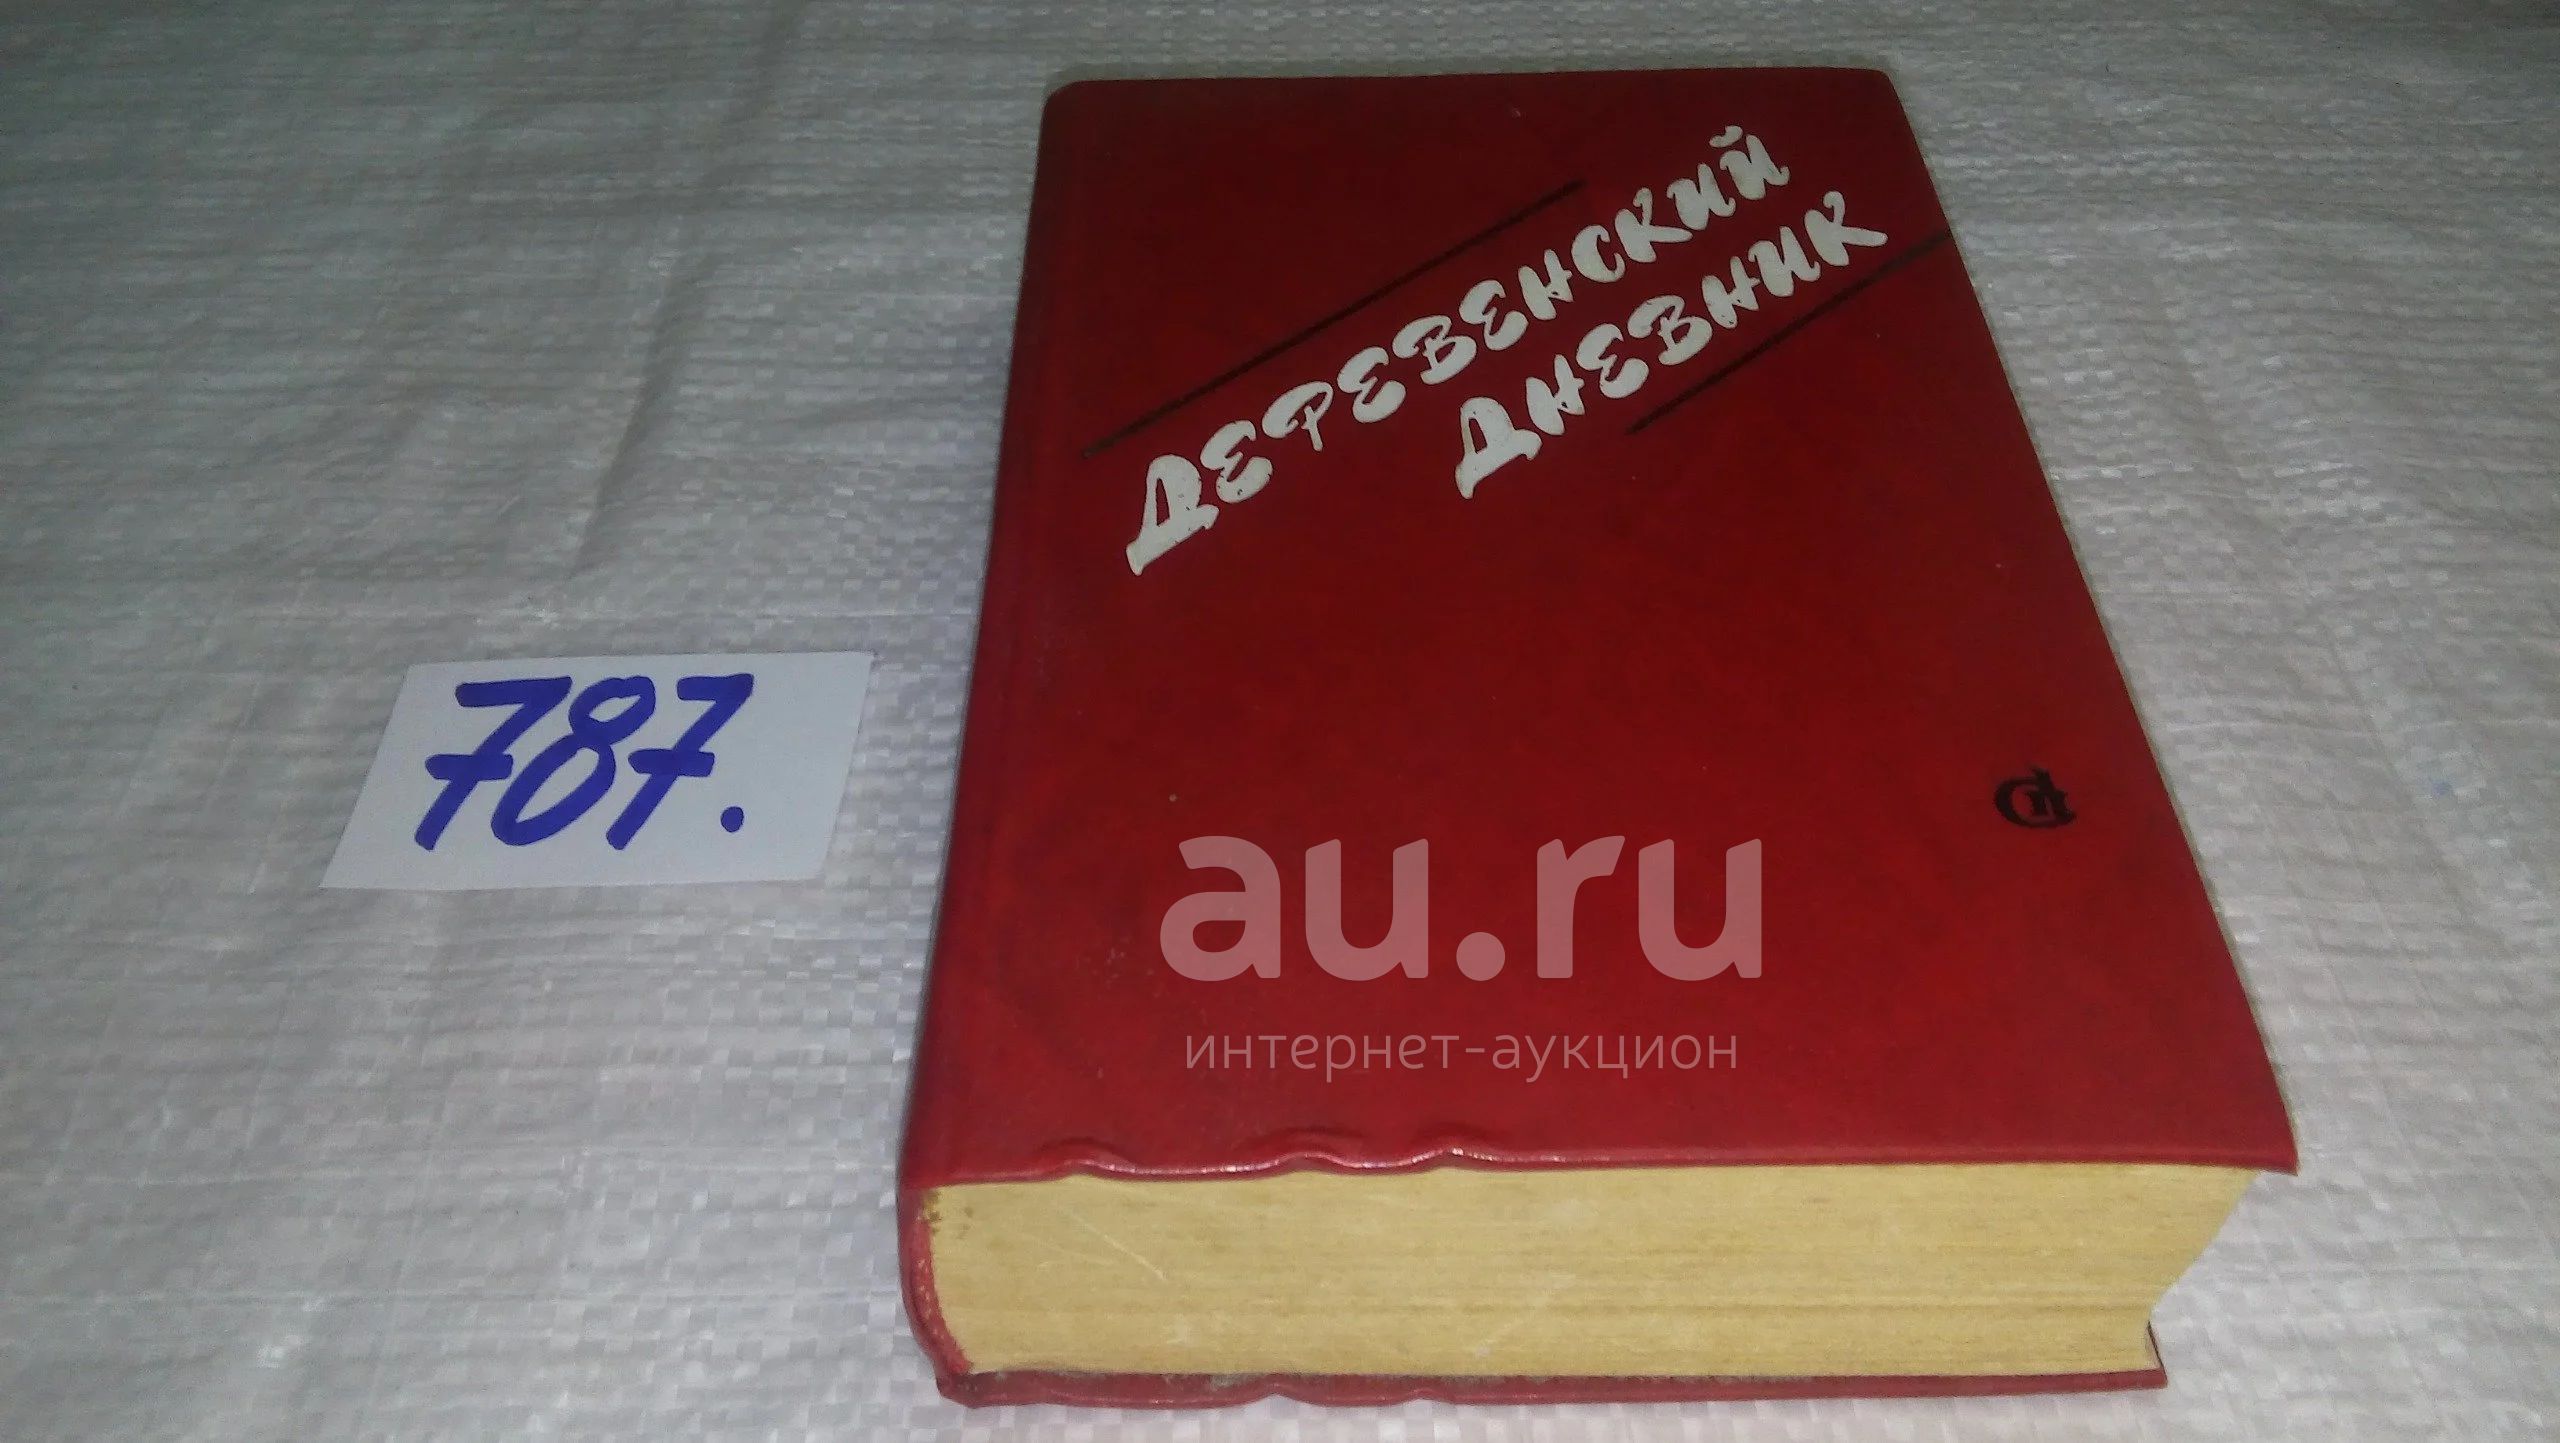 ДЕРЕВЕНСКИЙ
ДНЕВНИК
787.
au.ru
интернет-аукцион